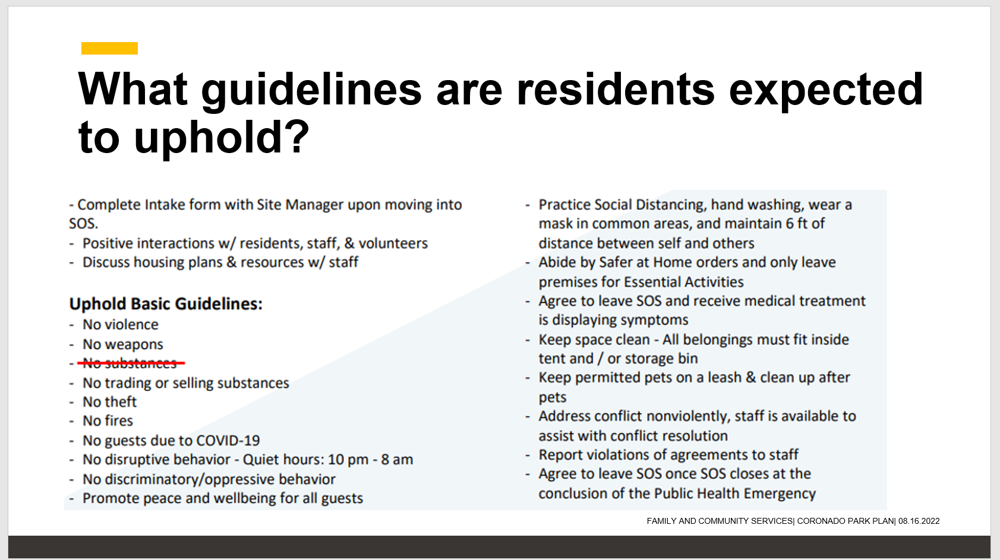 What guidelines are residents expected
to uphold?
- Complete Intake form with Site Manager upon moving into
SOS.
- Positive interactions w/ residents, staff, & volunteers
- Discuss housing plans & resources w/ staff
Uphold Basic Guidelines:
- No violence
- No weapons
- No substances
- No trading or selling substances
- No theft
- No fires
- No guests due to COVID-19
- No disruptive behavior - Quiet hours: 10 pm - 8 am
- No discriminatory/oppressive behavior
- Promote peace and wellbeing for all guests
- Practice Social Distancing, hand washing, wear a
mask in common areas, and maintain 6 ft of
distance between self and others
- Abide by Safer at Home orders and only leave
premises for Essential Activities
- Agree to leave SOS and receive medical treatment
is displaying symptoms
- Keep space clean - All belongings must fit inside
tent and / or storage bin
- Keep permitted pets on a leash & clean up after
pets
- Address conflict nonviolently, staff is available to
assist with conflict resolution
- Report violations of agreements to staff
- Agree to leave SOS once SOS closes at the
conclusion of the Public Health Emergency
FAMILY AND COMMUNITY SERVICES| CORONADO PARK PLAN| 08.16.2022